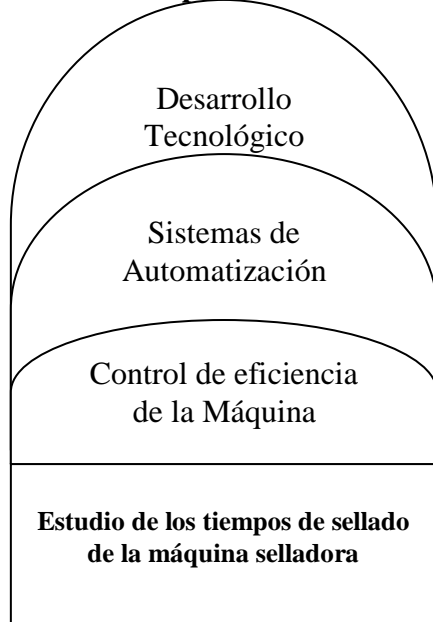 Desarrollo
Tecnológico
Sistemas de
Automatización
Control de eficiencia
de la Máquina
Estudio de los tiempos de sellado
de la máquina selladora